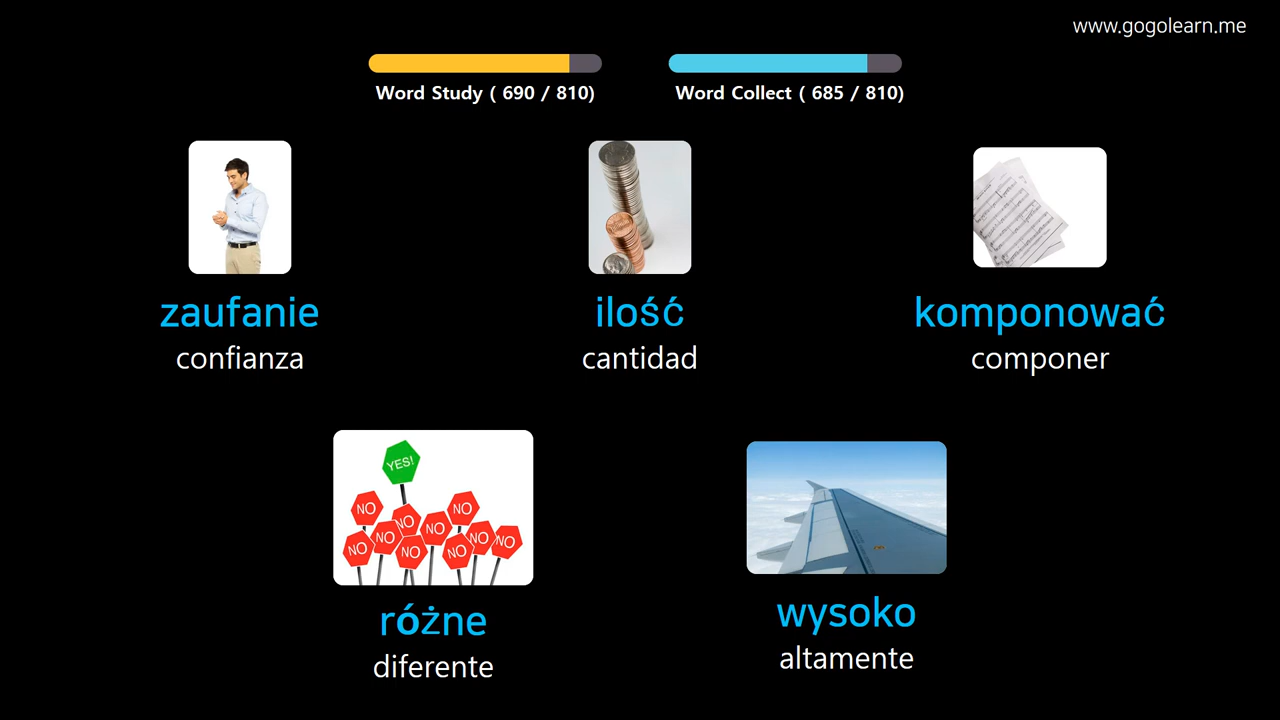 www.gogolearn.me
Word Study ( 690 / 810)
Word Collect ( 685 / 810)
zaufanie
confianza
ilość
cantidad
komponować
componer
YES!
NO
NO
NO
NO
NO
NO
NO
NO
NO
NO
różne
diferente
wysoko
altamente